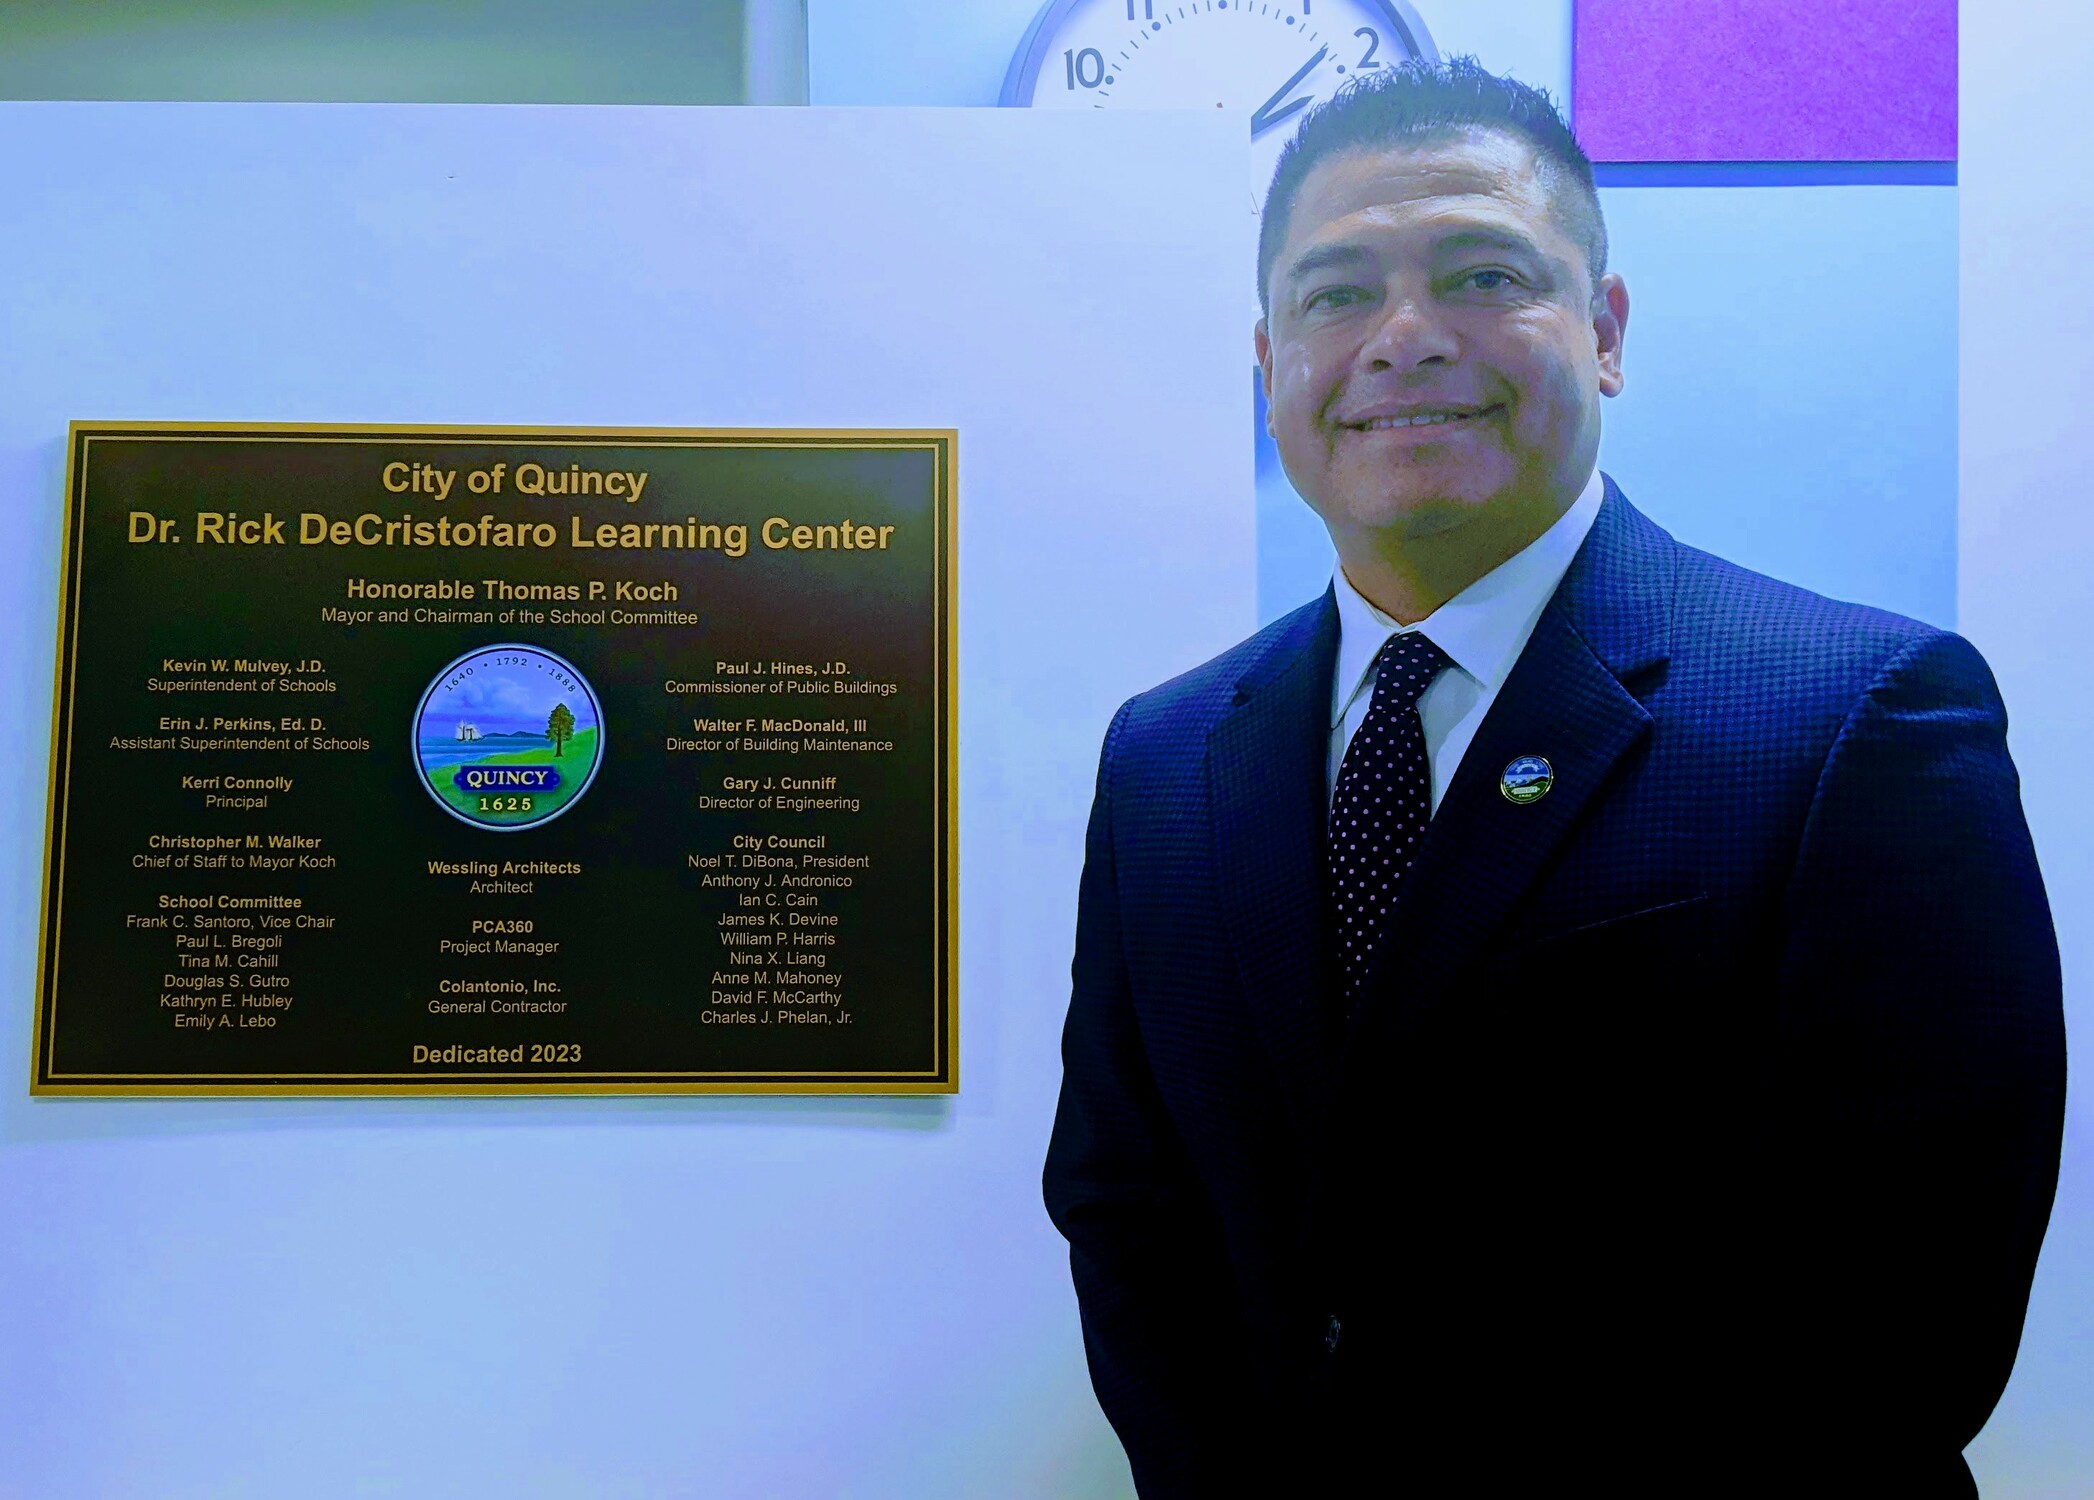 11
1
10
2
City of Quincy
Dr. Rick DeCristofaro Learning Center
Honorable Thomas P. Koch
Mayor and Chairman of the School Committee
Kevin W. Mulvey, J.D.
Superintendent of Schools
Erin J. Perkins, Ed. D.
Assistant Superintendent of Schools
Kerri Connolly
Principal
Christopher M. Walker
Chief of Staff to Mayor Koch
School Committee
Frank C. Santoro, Vice Chair
Paul L. Bregoli
Tina M. Cahill
Douglas S. Gutro
Kathryn E. Hubley
Emily A. Lebo
1640 • 1792 • 1888
QUINCY
1625
Wessling Architects
Architect
PCA360
Project Manager
Colantonio, Inc.
General Contractor
Paul J. Hines, J.D.
Commissioner of Public Buildings
Walter F. MacDonald, III
Director of Building Maintenance
Gary J. Cunniff
Director of Engineering
City Council
Noel T. DiBona, President
Anthony J. Andronico
Ian C. Cain
James K. Devine
William P. Harris
Nina X. Liang
Anne M. Mahoney
David F. McCarthy
Charles J. Phelan, Jr.
Dedicated 2023